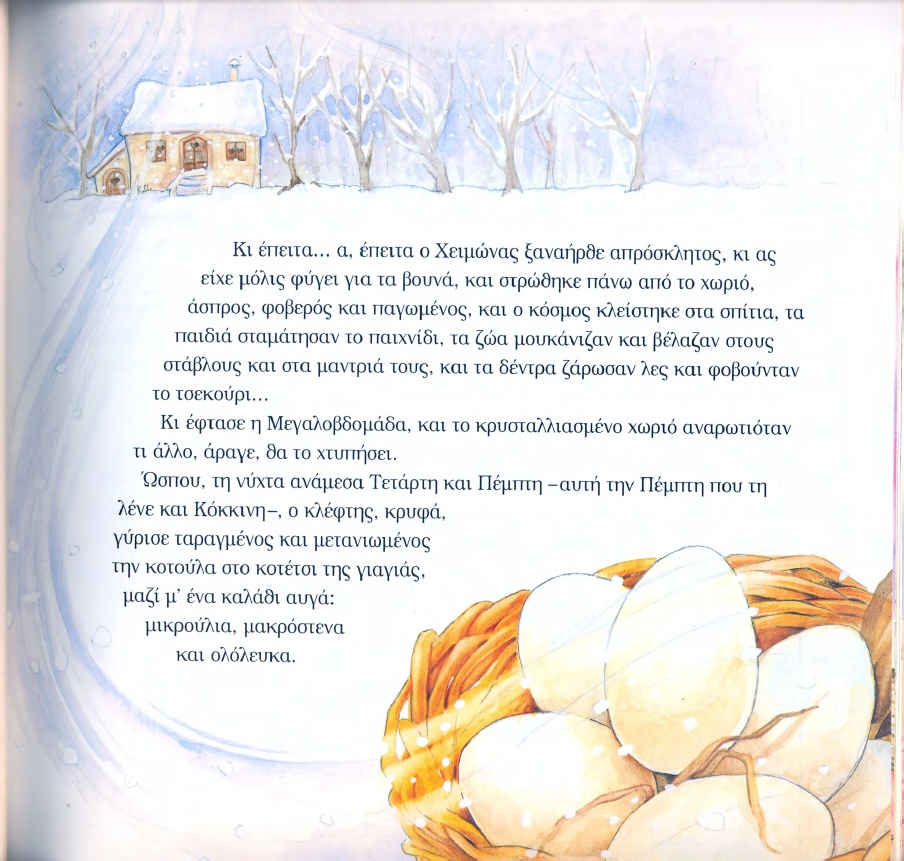 Κι έπειτα... α, έπειτα ο Χειμώνας ξαναήρθε απρόσκλητος, κι ας
είχε μόλις φύγει για τα βουνά, και στρώθηκε πάνω από το χωριό,
άσπρος, φοβερός και παγωμένος, και ο κόσμος κλείστηκε στα σπίτια, τα
παιδιά σταμάτησαν το παιχνίδι, τα ζώα μουκάνιζαν και βέλαζαν στους
στάβλους και στα μαντριά τους, και τα δέντρα ζάρωσαν λες και φοβούνταν
το τσεκούρι...
Κι έφτασε η Μεγαλοβδομάδα, και το κρυσταλλιασμένο χωριό αναρωτιόταν
τι άλλο, άραγε, θα το χτυπήσει.
Ώσπου, τη νύχτα ανάμεσα Τετάρτη και Πέμπτη –αυτή την Πέμπτη που τη
λένε και Κόκκινη–, ο κλέφτης, κρυφά,
γύρισε ταραγμένος και μετανιωμένος
την κοτούλα στο κοτέτσι της γιαγιάς,
μαζί μ' ένα καλάθι αυγά:
μικρούλια, μακρόστενα
και ολόλευκα.